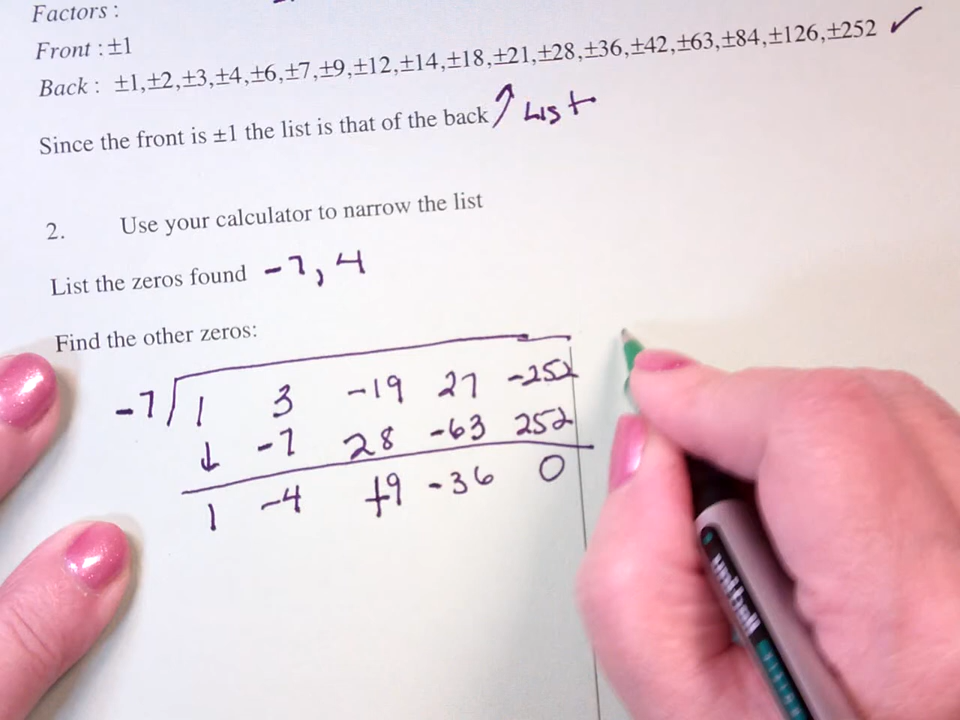 Factors :
Front : ±1
Back : ±1,±2,±3,±4,±6,±7,±9,±12,±14,±18,±21,±28,±36,±42,±63,±84,±126,±252 ✓
Since the front is ±1 the list is that of the back ↑ List
2. Use your calculator to narrow the list
List the zeros found -7, 4
Find the other zeros:
-7 1 3 -19 27 -252
↓ -7 28 -63 252
1 -4 +9 -36 0
uniball